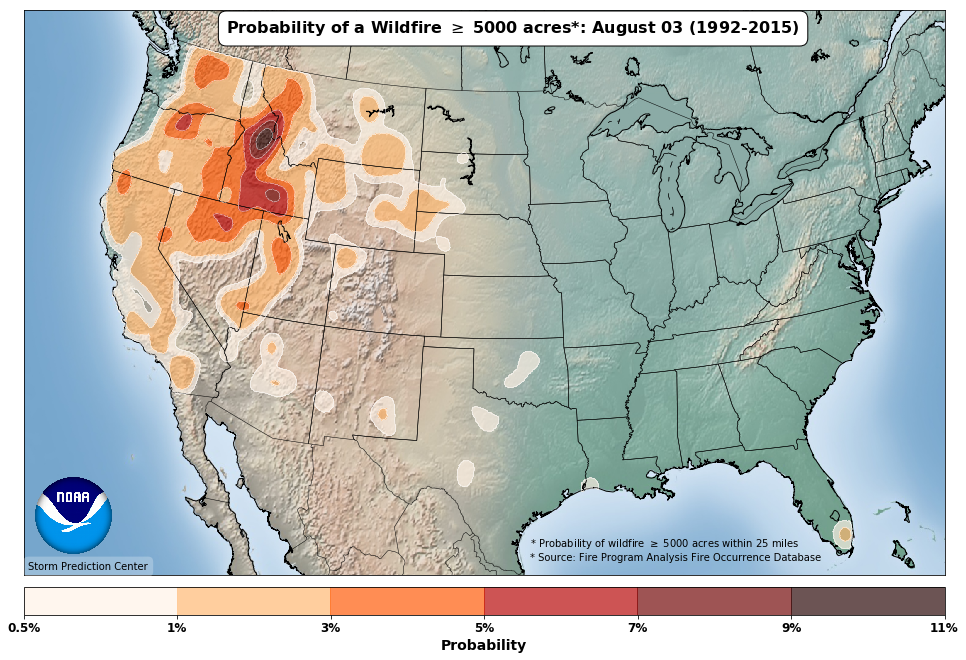 Probability of a Wildfire ≥ 5000 acres*: August 03 (1992-2015)
NOAA
Storm Prediction Center
* Probability of wildfire ≥ 5000 acres within 25 miles
* Source: Fire Program Analysis Fire Occurrence Database
0.5% 1% 3% 5% 7% 9% 11%
Probability